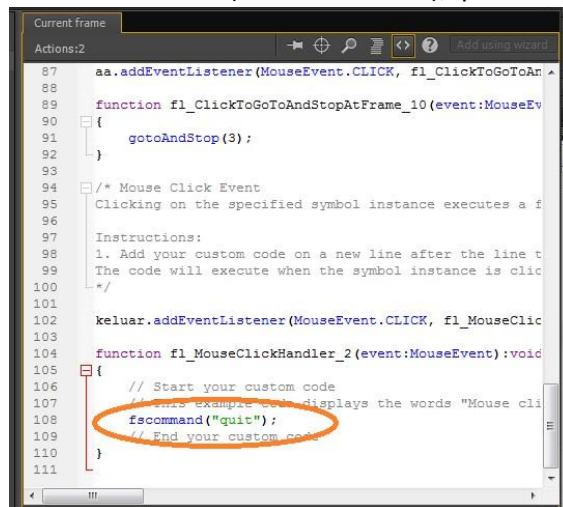 Current frame
Actions:2 Add using wizard
87 aa.addEventListener(MouseEvent.CLICK, fl_ClickToGoToAn
88
89 function fl_ClickToGoToAndStopAtFrame_10(event:MouseEv
90 {
91 gotoAndStop(3);
92 }
93
94 /* Mouse Click Event
95 Clicking on the specified symbol instance executes a f
96
97 Instructions:
98 1. Add your custom code on a new line after the line t
99 The code will execute when the symbol instance is clic
100 */
101
102 keluar.addEventListener(MouseEvent.CLICK, fl_MouseClic
103
104 function fl_MouseClickHandler_2(event:MouseEvent):void
105 {
106 // Start your custom code
107 // This example code displays the words "Mouse cli
108 fscommand("quit");
109 // End your custom code
110 }
111